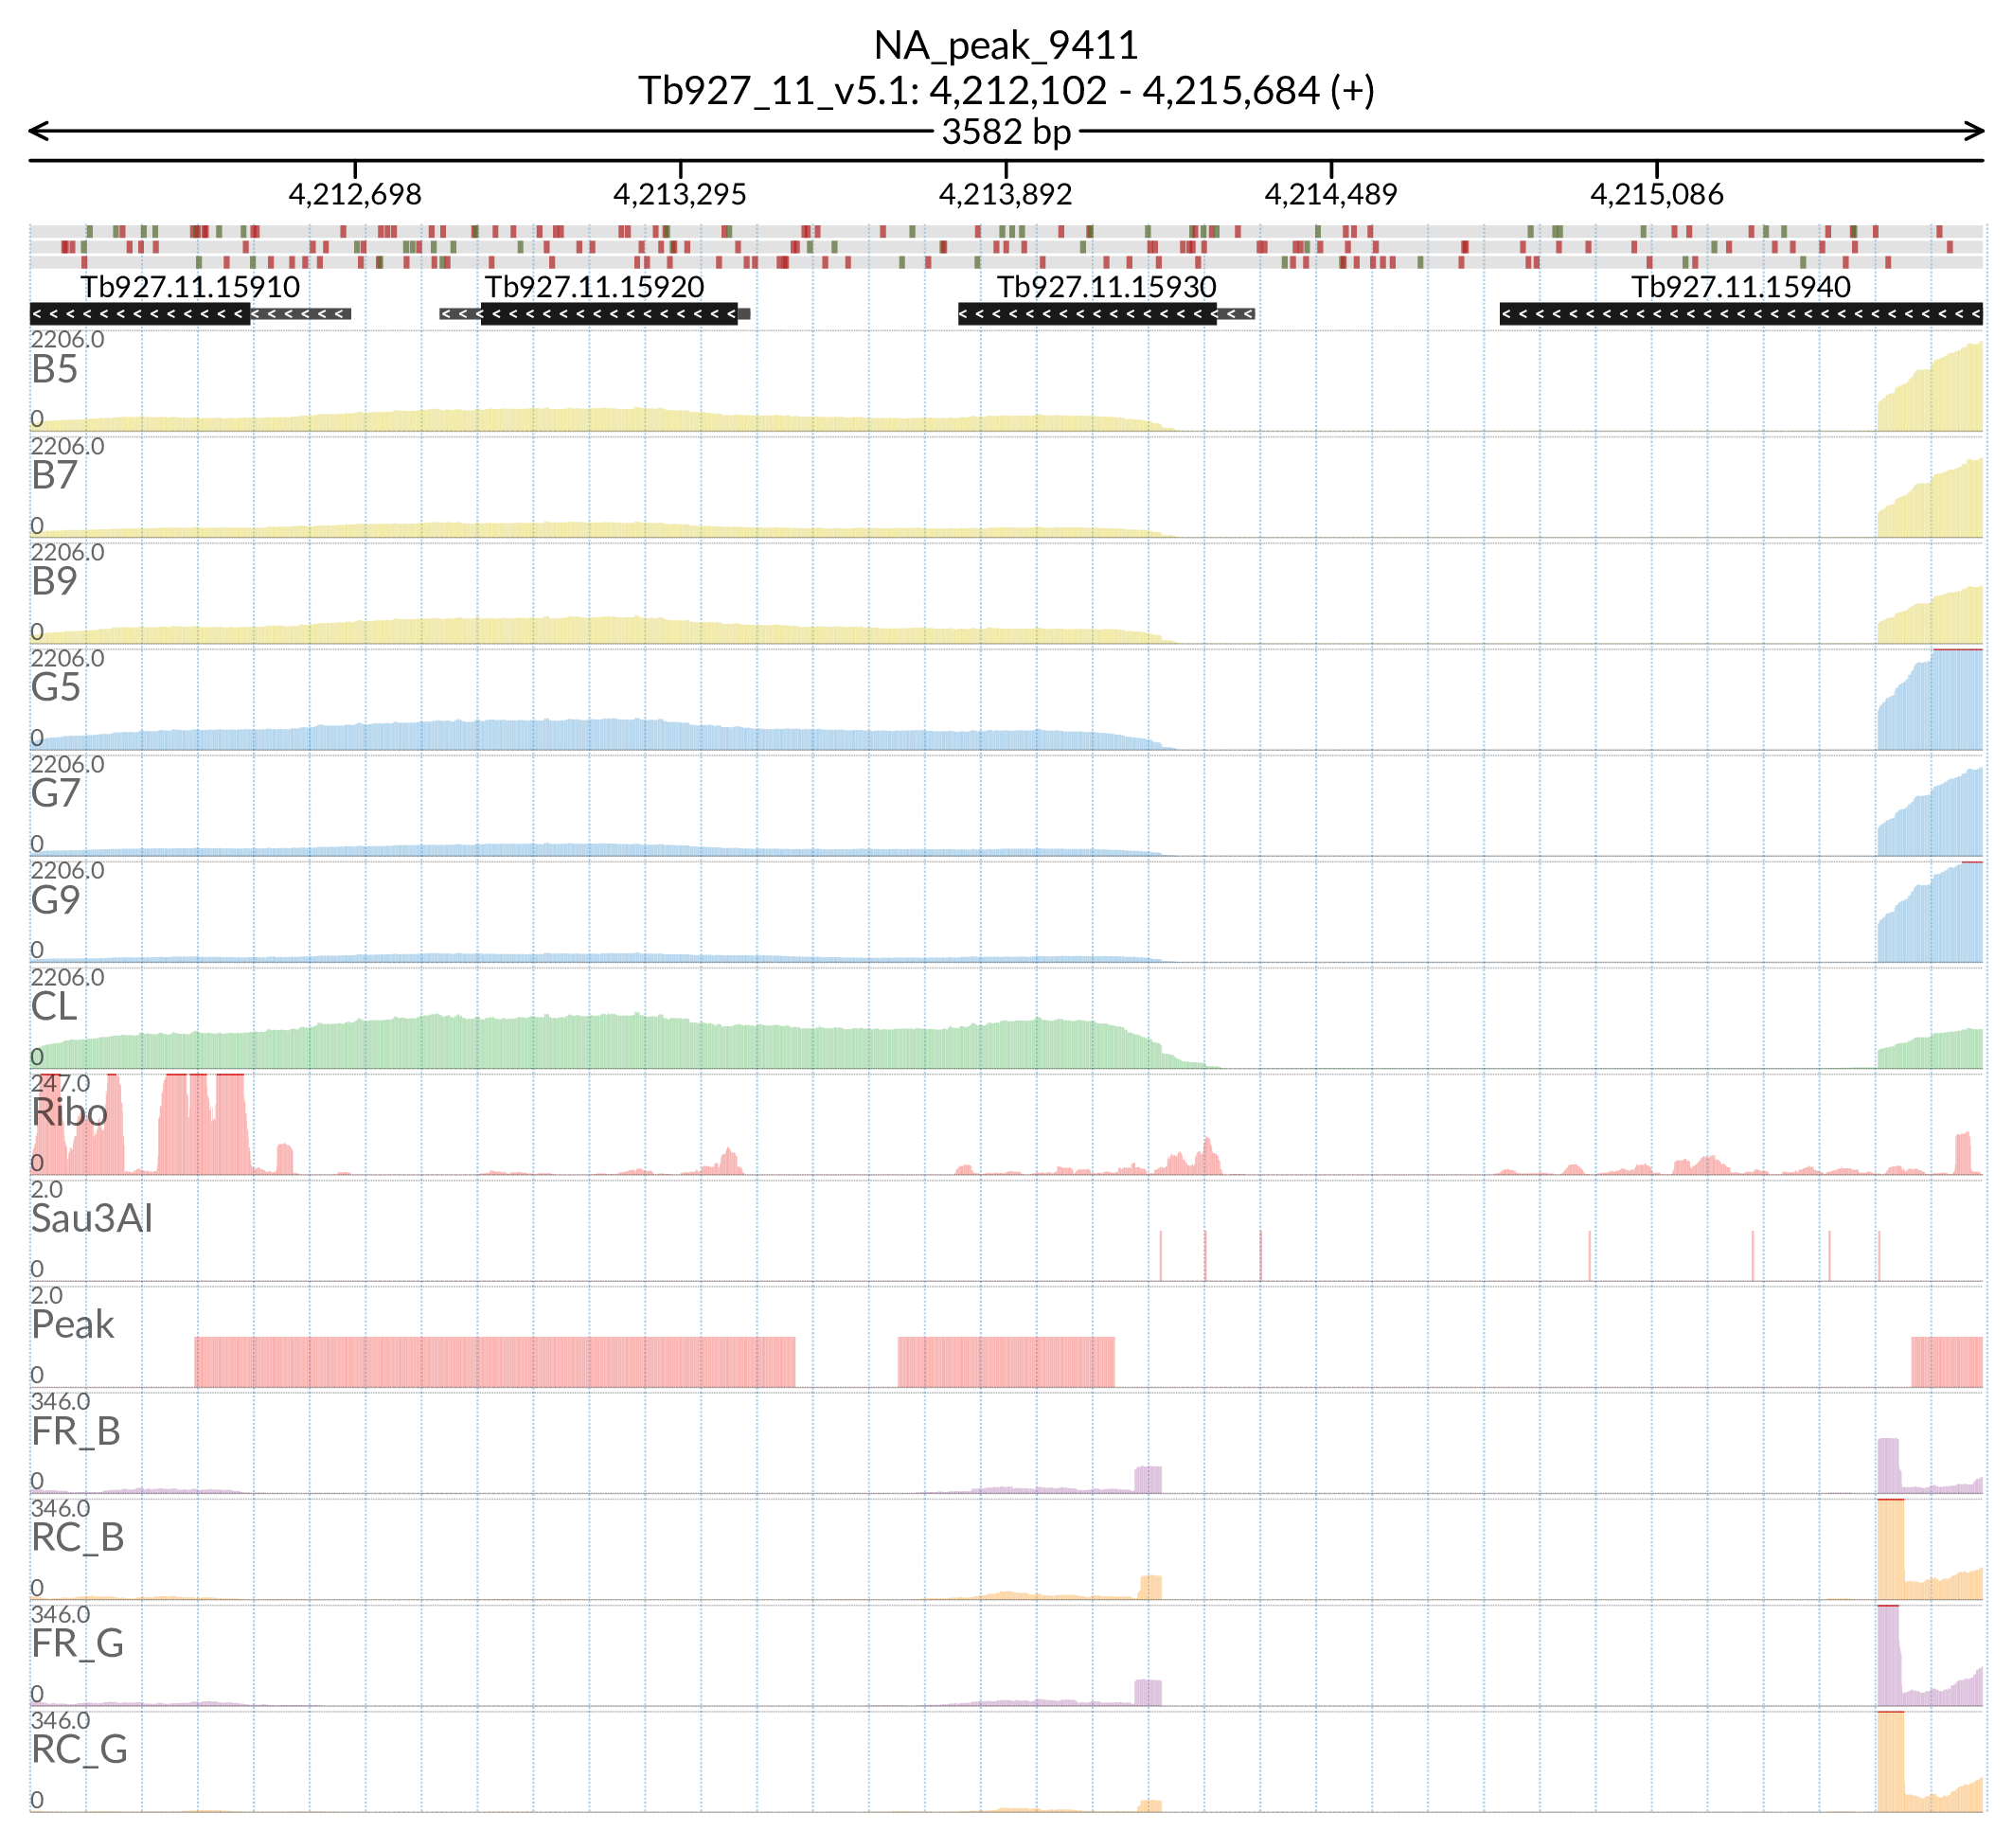 NA_peak_9411
Tb927_11_v5.1: 4,212,102 - 4,215,684 (+)
3582 bp
4,212,698 4,213,295 4,213,892 4,214,489 4,215,086
Tb927.11.15910 Tb927.11.15920 Tb927.11.15930 Tb927.11.15940
2206.0
B5
0
2206.0
B7
0
2206.0
B9
0
2206.0
G5
0
2206.0
G7
0
2206.0
G9
0
2206.0
CL
0
247.0
Ribo
0
2.0
Sau3AI
0
2.0
Peak
0
346.0
FR_B
0
346.0
RC_B
0
346.0
FR_G
0
346.0
RC_G
0